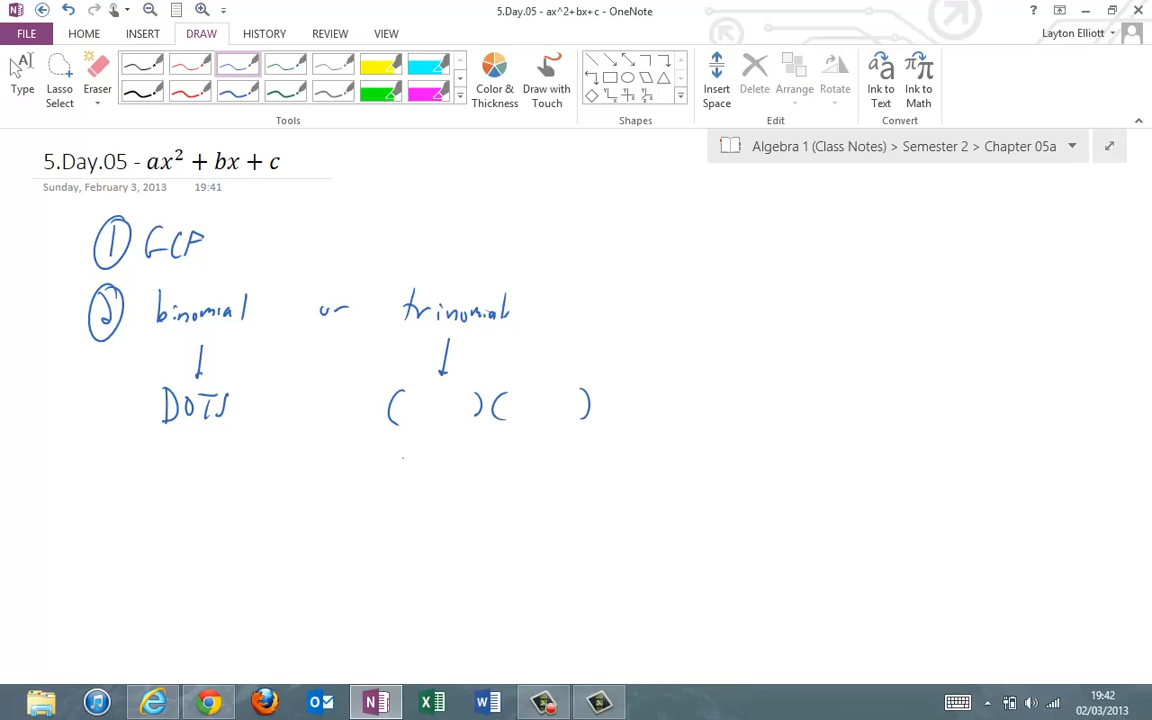 5.Day.05 - ax^2+bx+c - OneNote
Layton Elliott
FILE HOME INSERT DRAW HISTORY REVIEW VIEW
Type Lasso Select Eraser Color & Thickness Draw with Touch Insert Space Delete Arrange Rotate Ink to Text Ink to Math
Tools Shapes Edit Convert
5.Day.05 - ax² + bx + c
Algebra 1 (Class Notes) > Semester 2 > Chapter 05a
Sunday, February 3, 2013 19:41
① GCF
② binomial or trinomial
↓ ↓
DOTS ( )( )
19:42
02/03/2013